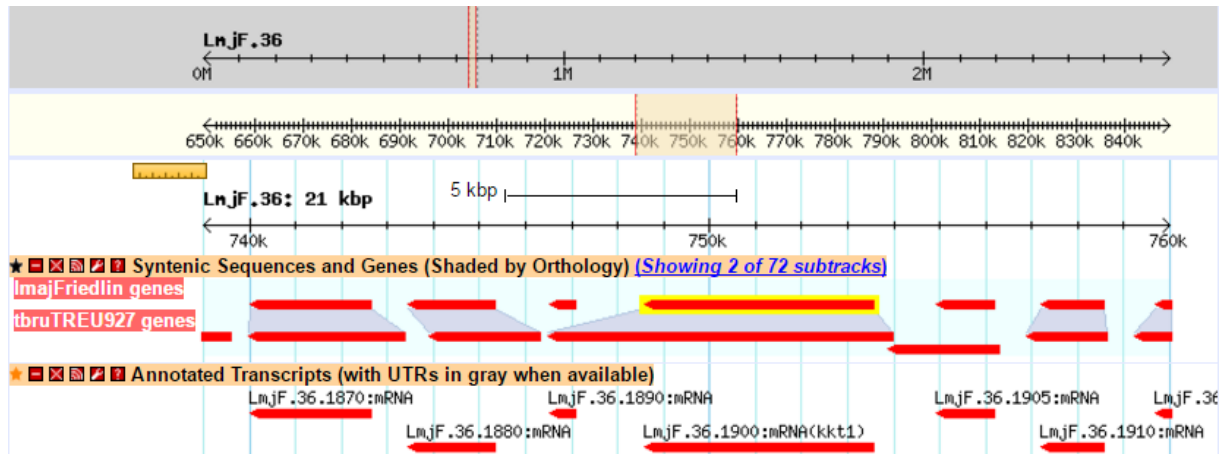 LmjF.36
0M 1M 2M
650k 660k 670k 680k 690k 700k 710k 720k 730k 740k 750k 760k 770k 780k 790k 800k 810k 820k 830k 840k
5 kbp
LmjF.36: 21 kbp
740k 750k 760k
Syntenic Sequences and Genes (Shaded by Orthology) (Showing 2 of 72 subtracks)
lmajFriedlin genes
tbruTREU927 genes
Annotated Transcripts (with UTRs in gray when available)
LmjF.36.1870:mRNA LmjF.36.1890:mRNA LmjF.36.1905:mRNA LmjF.36
LmjF.36.1880:mRNA LmjF.36.1900:mRNA(kkt1) LmjF.36.1910:mRNA